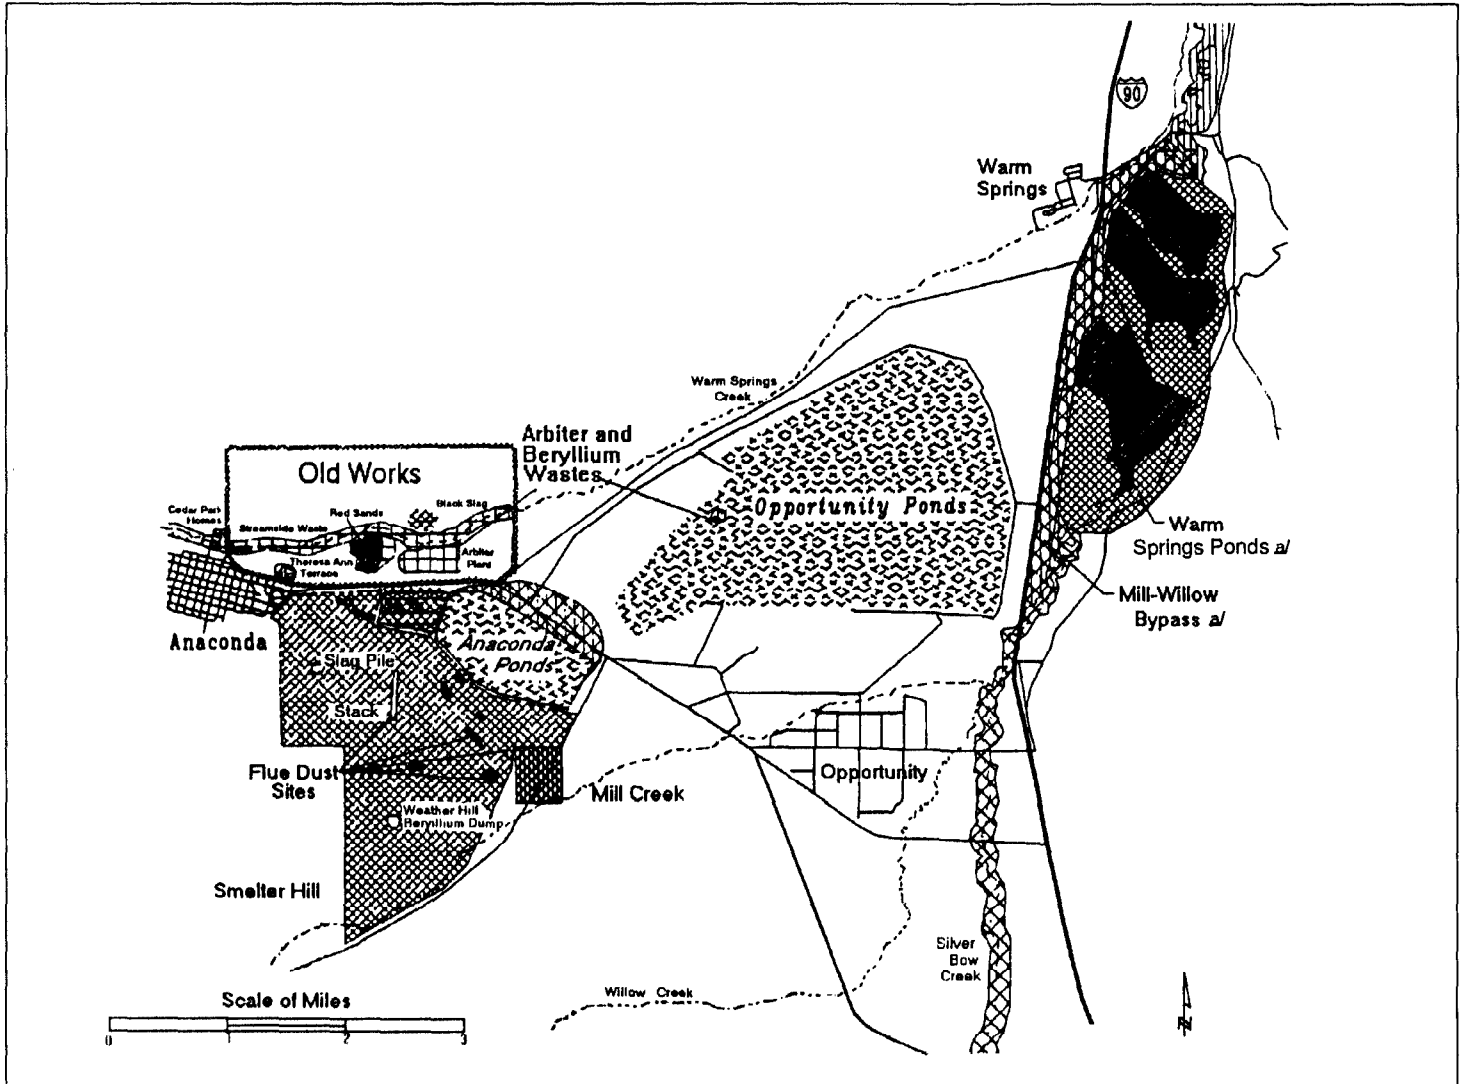 90
Warm
Springs
Warm Springs
Creek
Arbiter and
Beryllium
Wastes
Old Works
Cedar Park
Homes
Streamside Waste
Red Sands
Black Slag
Theresa Ann
Terrace
Arbiter
Plant
Opportunity Ponds
Warm
Springs Ponds a/
Mill-Willow
Bypass a/
Anaconda
Anaconda
Ponds
Slag Pile
Stack
Flue Dust
Sites
Mill Creek
Opportunity
Weather Hill
Beryllium Dump
Smelter Hill
Silver
Bow
Creek
Willow Creek
Scale of Miles
0 1 2 3
N